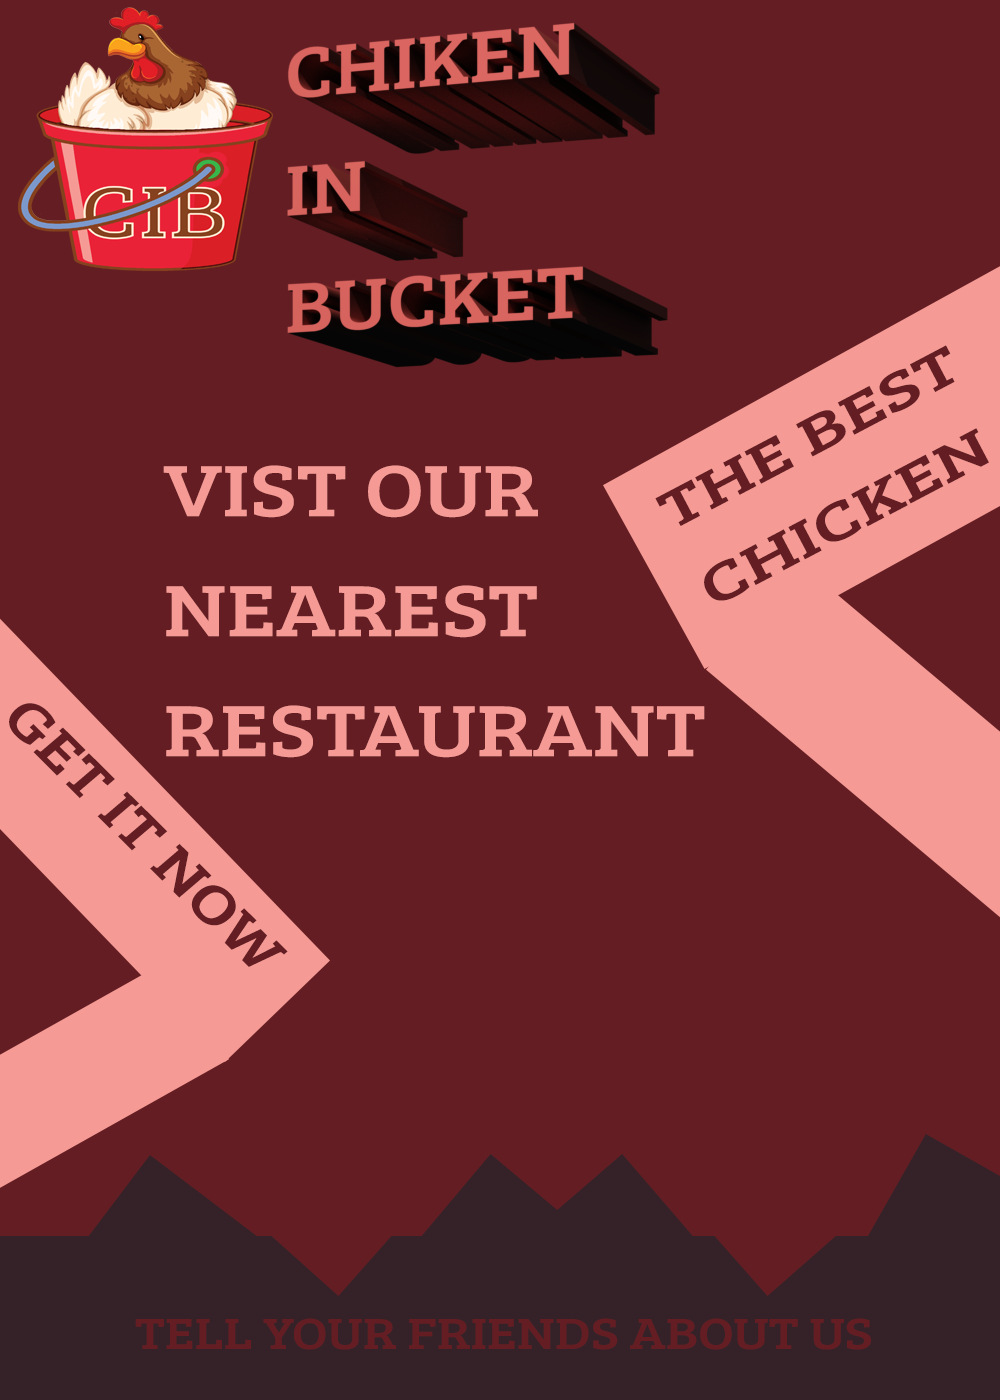 CIB
CHIKEN
IN
BUCKET
THE BEST
CHICKEN
VIST OUR
NEAREST
RESTAURANT
GET IT NOW
TELL YOUR FRIENDS ABOUT US